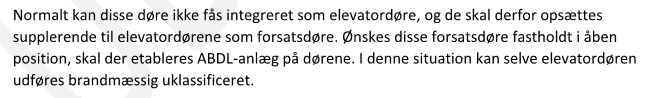 Normalt kan disse døre ikke fås integreret som elevatordøre, og de skal derfor opsættes
supplerende til elevatordørene som forsatsdøre. Ønskes disse forsatsdøre fastholdt i åben
position, skal der etableres ABDL-anlæg på dørene. I denne situation kan selve elevatordøren
udføres brandmæssig uklassificeret.